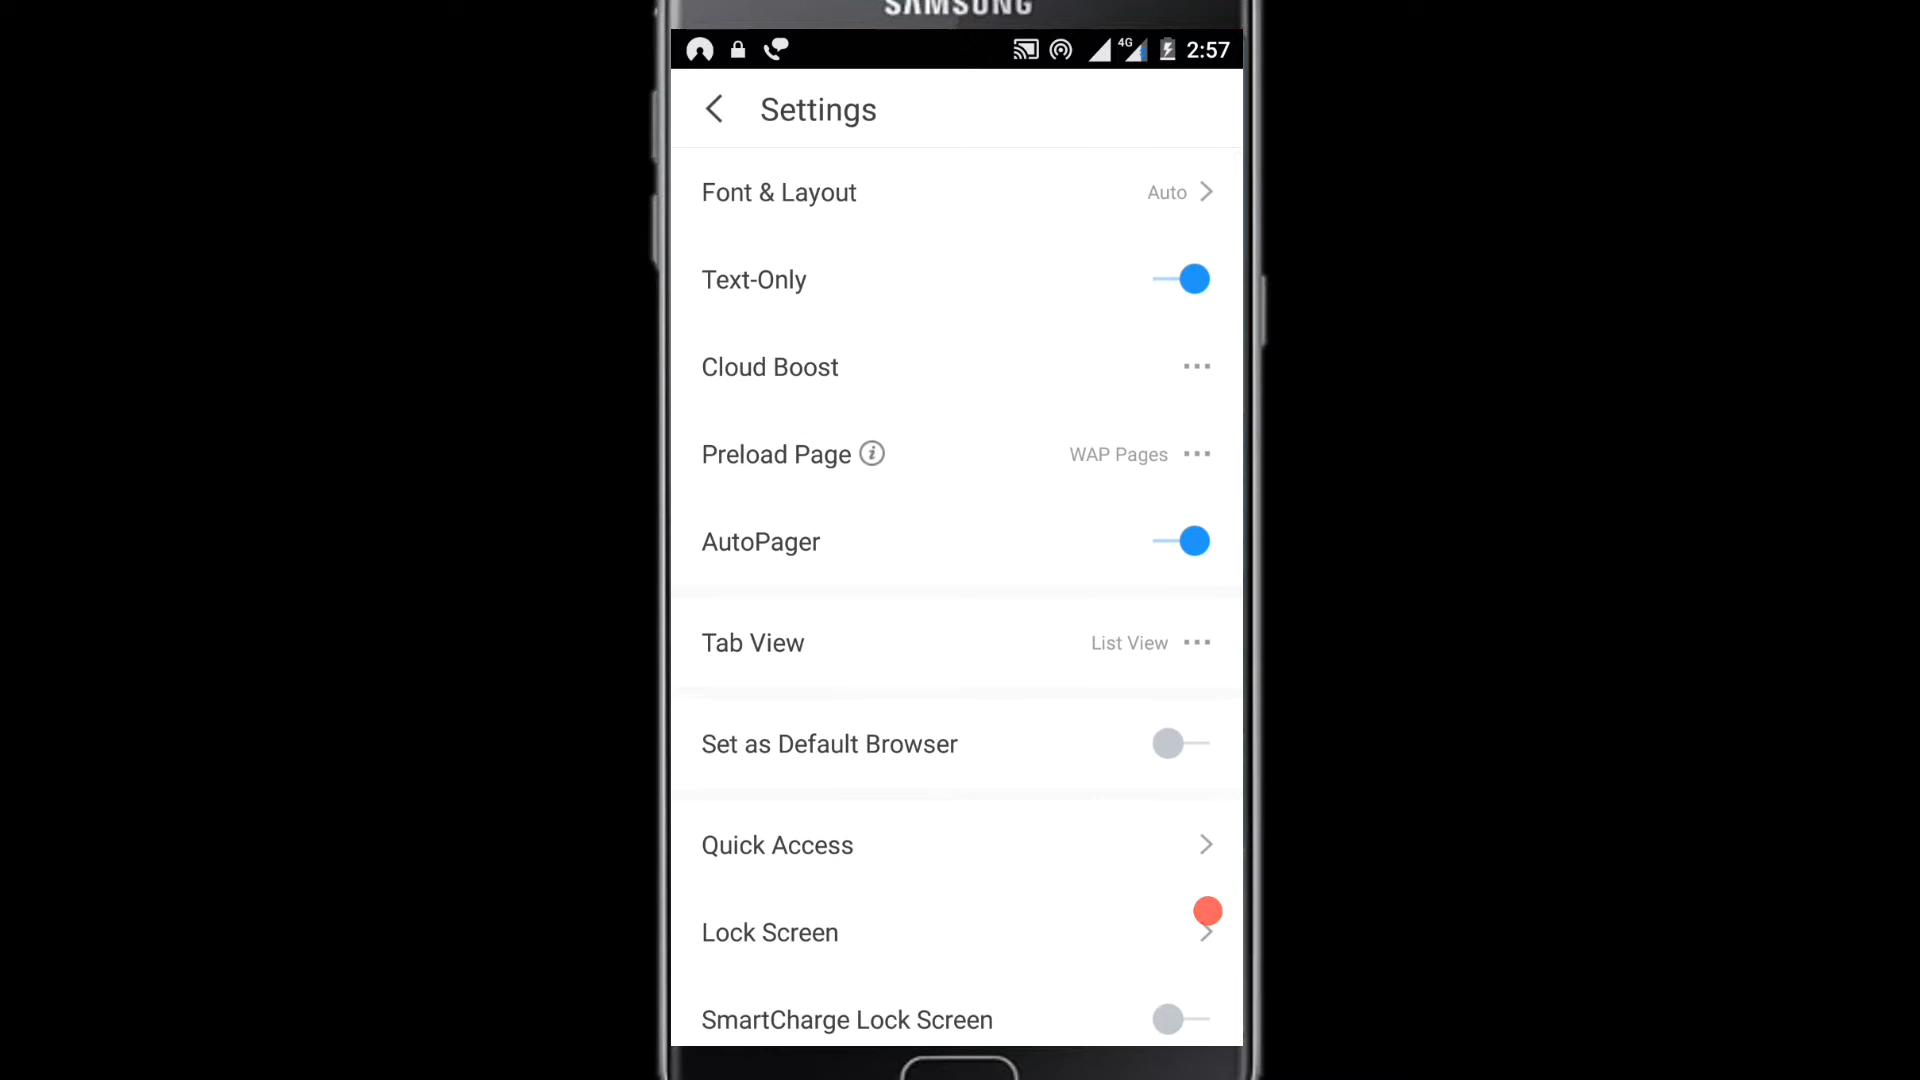 SAMSUNG
4G 2:57
Settings
Font & Layout Auto
Text-Only
Cloud Boost
Preload Page WAP Pages
AutoPager
Tab View List View
Set as Default Browser
Quick Access
Lock Screen
SmartCharge Lock Screen